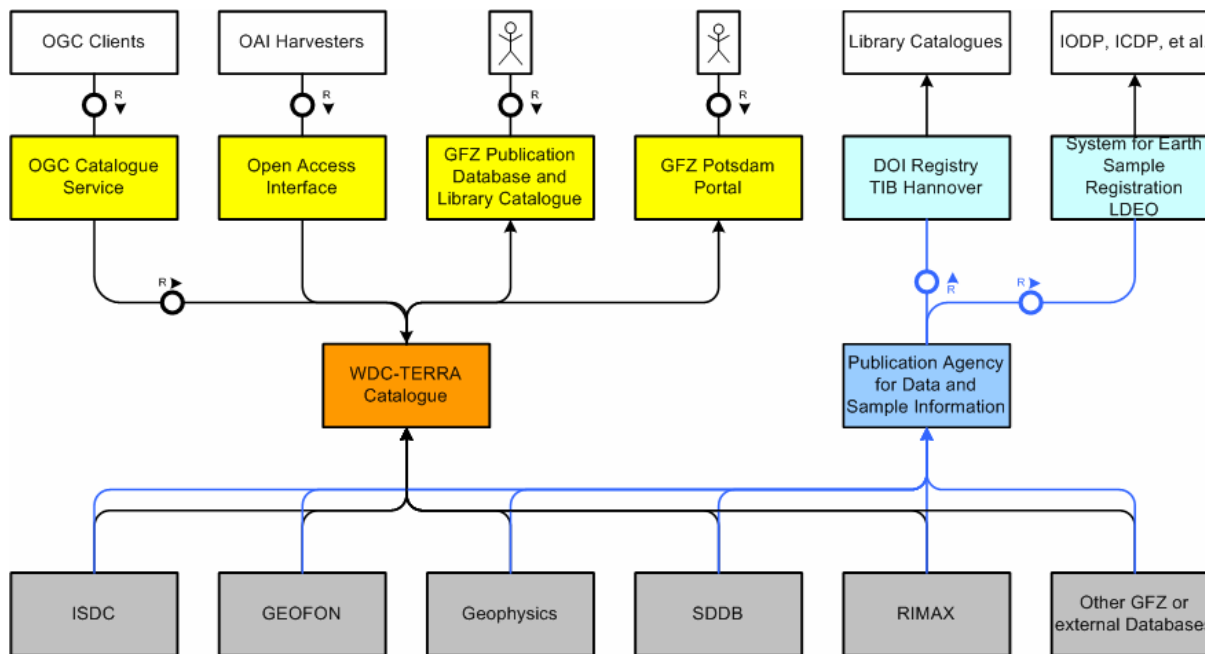 OGC Clients
OAI Harvesters
Library Catalogues
IODP, ICDP, et al.
R
R
R
R
OGC Catalogue
Service
Open Access
Interface
GFZ Publication
Database and
Library Catalogue
GFZ Potsdam
Portal
DOI Registry
TIB Hannover
System for Earth
Sample
Registration
LDEO
R
R
R
WDC-TERRA
Catalogue
Publication Agency
for Data and
Sample Information
ISDC
GEOFON
Geophysics
SDDB
RIMAX
Other GFZ or
external Databases